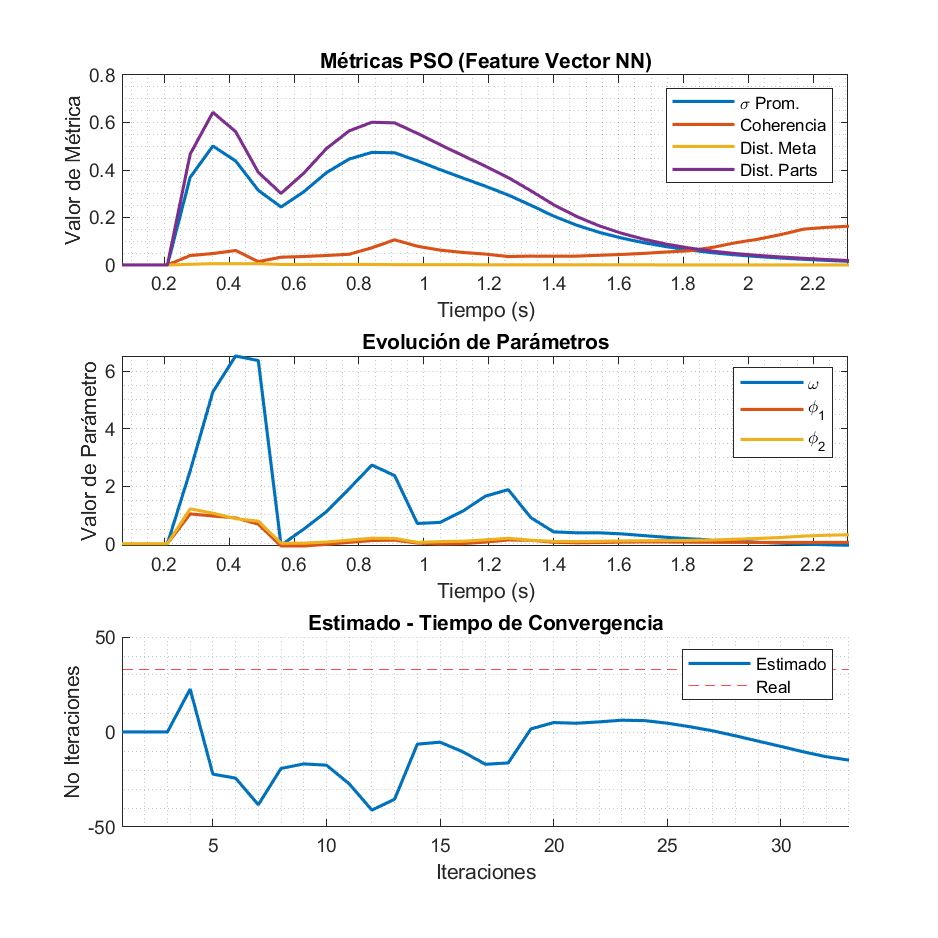 Métricas PSO (Feature Vector NN)
0.8
0.6
0.4
0.2
0
Valor de Métrica
σ Prom.
Coherencia
Dist. Meta
Dist. Parts
0.2 0.4 0.6 0.8 1 1.2 1.4 1.6 1.8 2 2.2
Tiempo (s)
Evolución de Parámetros
6
4
2
0
Valor de Parámetro
ω
ϕ1
ϕ2
0.2 0.4 0.6 0.8 1 1.2 1.4 1.6 1.8 2 2.2
Tiempo (s)
Estimado - Tiempo de Convergencia
50
0
-50
No Iteraciones
Estimado
Real
5 10 15 20 25 30
Iteraciones